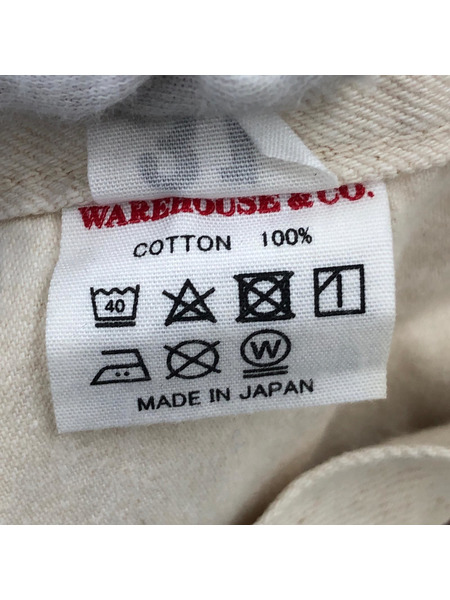 WAREHOUSE & CO.
COTTON 100%
40
W
MADE IN JAPAN